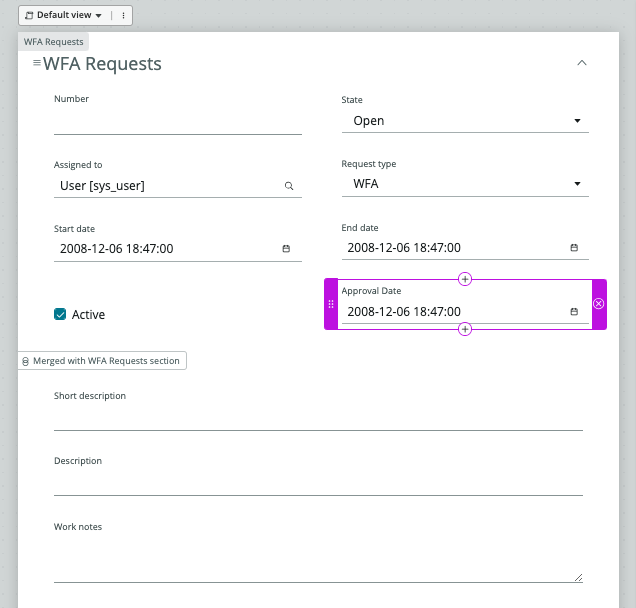 Default view
WFA Requests
WFA Requests
Number
State
Open
Assigned to
User [sys_user]
Request type
WFA
Start date
2008-12-06 18:47:00
End date
2008-12-06 18:47:00
Active
Approval Date
2008-12-06 18:47:00
Merged with WFA Requests section
Short description
Description
Work notes